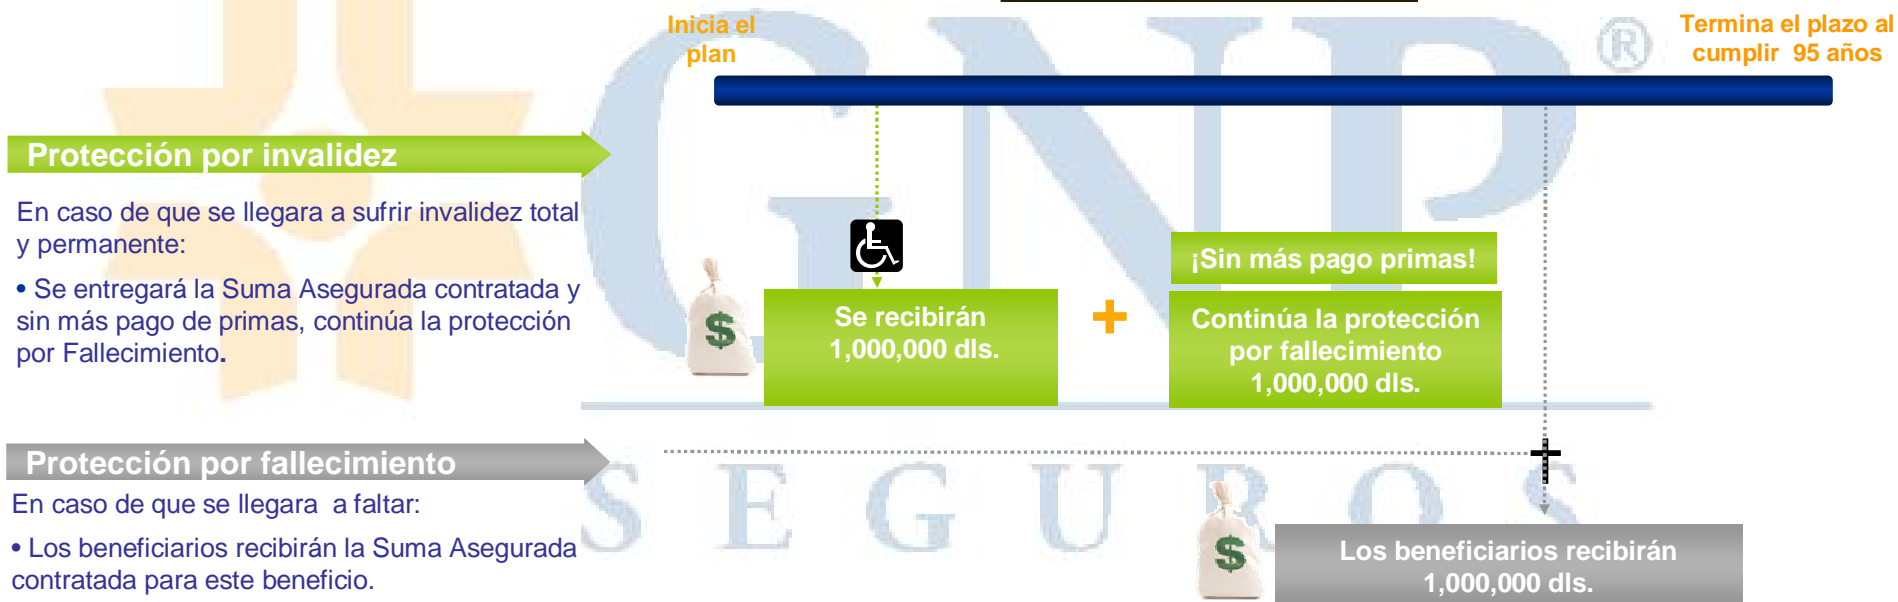 Inicia el
plan
Termina el plazo al
cumplir 95 años
GNP®
SEGUROS
Protección por invalidez
En caso de que se llegara a sufrir invalidez total
y permanente:
• Se entregará la Suma Asegurada contratada y
sin más pago de primas, continúa la protección
por Fallecimiento.
$
Se recibirán
1,000,000 dls.
+
¡Sin más pago primas!
Continúa la protección
por fallecimiento
1,000,000 dls.
Protección por fallecimiento
En caso de que se llegara a faltar:
• Los beneficiarios recibirán la Suma Asegurada
contratada para este beneficio.
$
Los beneficiarios recibirán
1,000,000 dls.